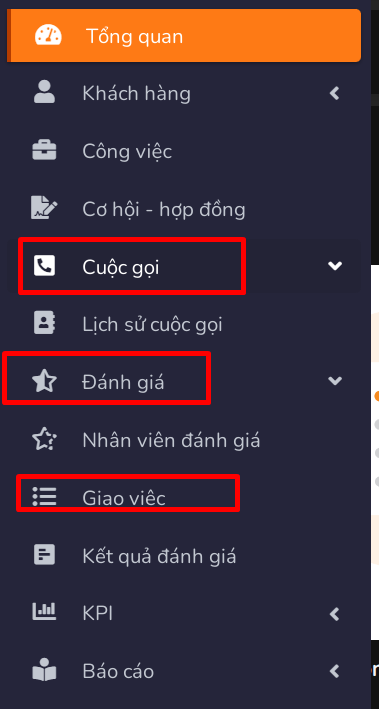 Tổng quan
Khách hàng
Công việc
Cơ hội - hợp đồng
Cuộc gọi
Lịch sử cuộc gọi
Đánh giá
Nhân viên đánh giá
Giao việc
Kết quả đánh giá
KPI
Báo cáo